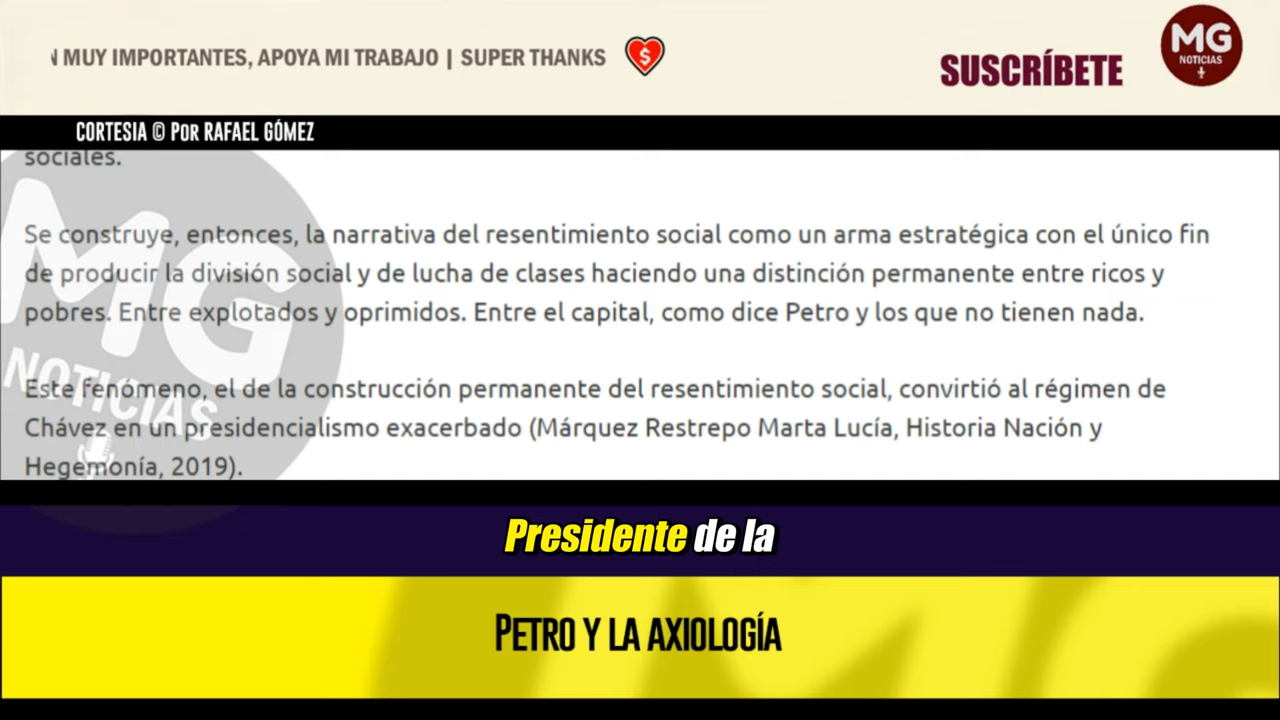 MUY IMPORTANTES, APOYA MI TRABAJO | SUPER THANKS
$
SUSCRÍBETE
MG
NOTICIAS
CORTESIA © POR RAFAEL GÓMEZ
sociales.
Se construye, entonces, la narrativa del resentimiento social como un arma estratégica con el único fin
de producir la división social y de lucha de clases haciendo una distinción permanente entre ricos y
pobres. Entre explotados y oprimidos. Entre el capital, como dice Petro y los que no tienen nada.
Este fenómeno, el de la construcción permanente del resentimiento social, convirtió al régimen de
Chávez en un presidencialismo exacerbado (Márquez Restrepo Marta Lucía, Historia Nación y
Hegemonía, 2019).
MG
NOTICIAS
Presidente de la
PETRO Y LA AXIOLOGÍA